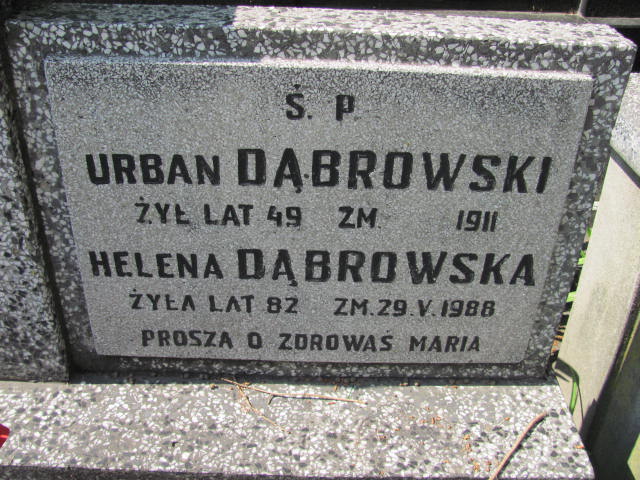 Ś. P.
URBAN DĄBROWSKI
ŻYŁ LAT 49 ZM. 1911
HELENA DĄBROWSKA
ŻYŁA LAT 82 ZM. 29.V.1988
PROSZĄ O ZDROWAŚ MARIA